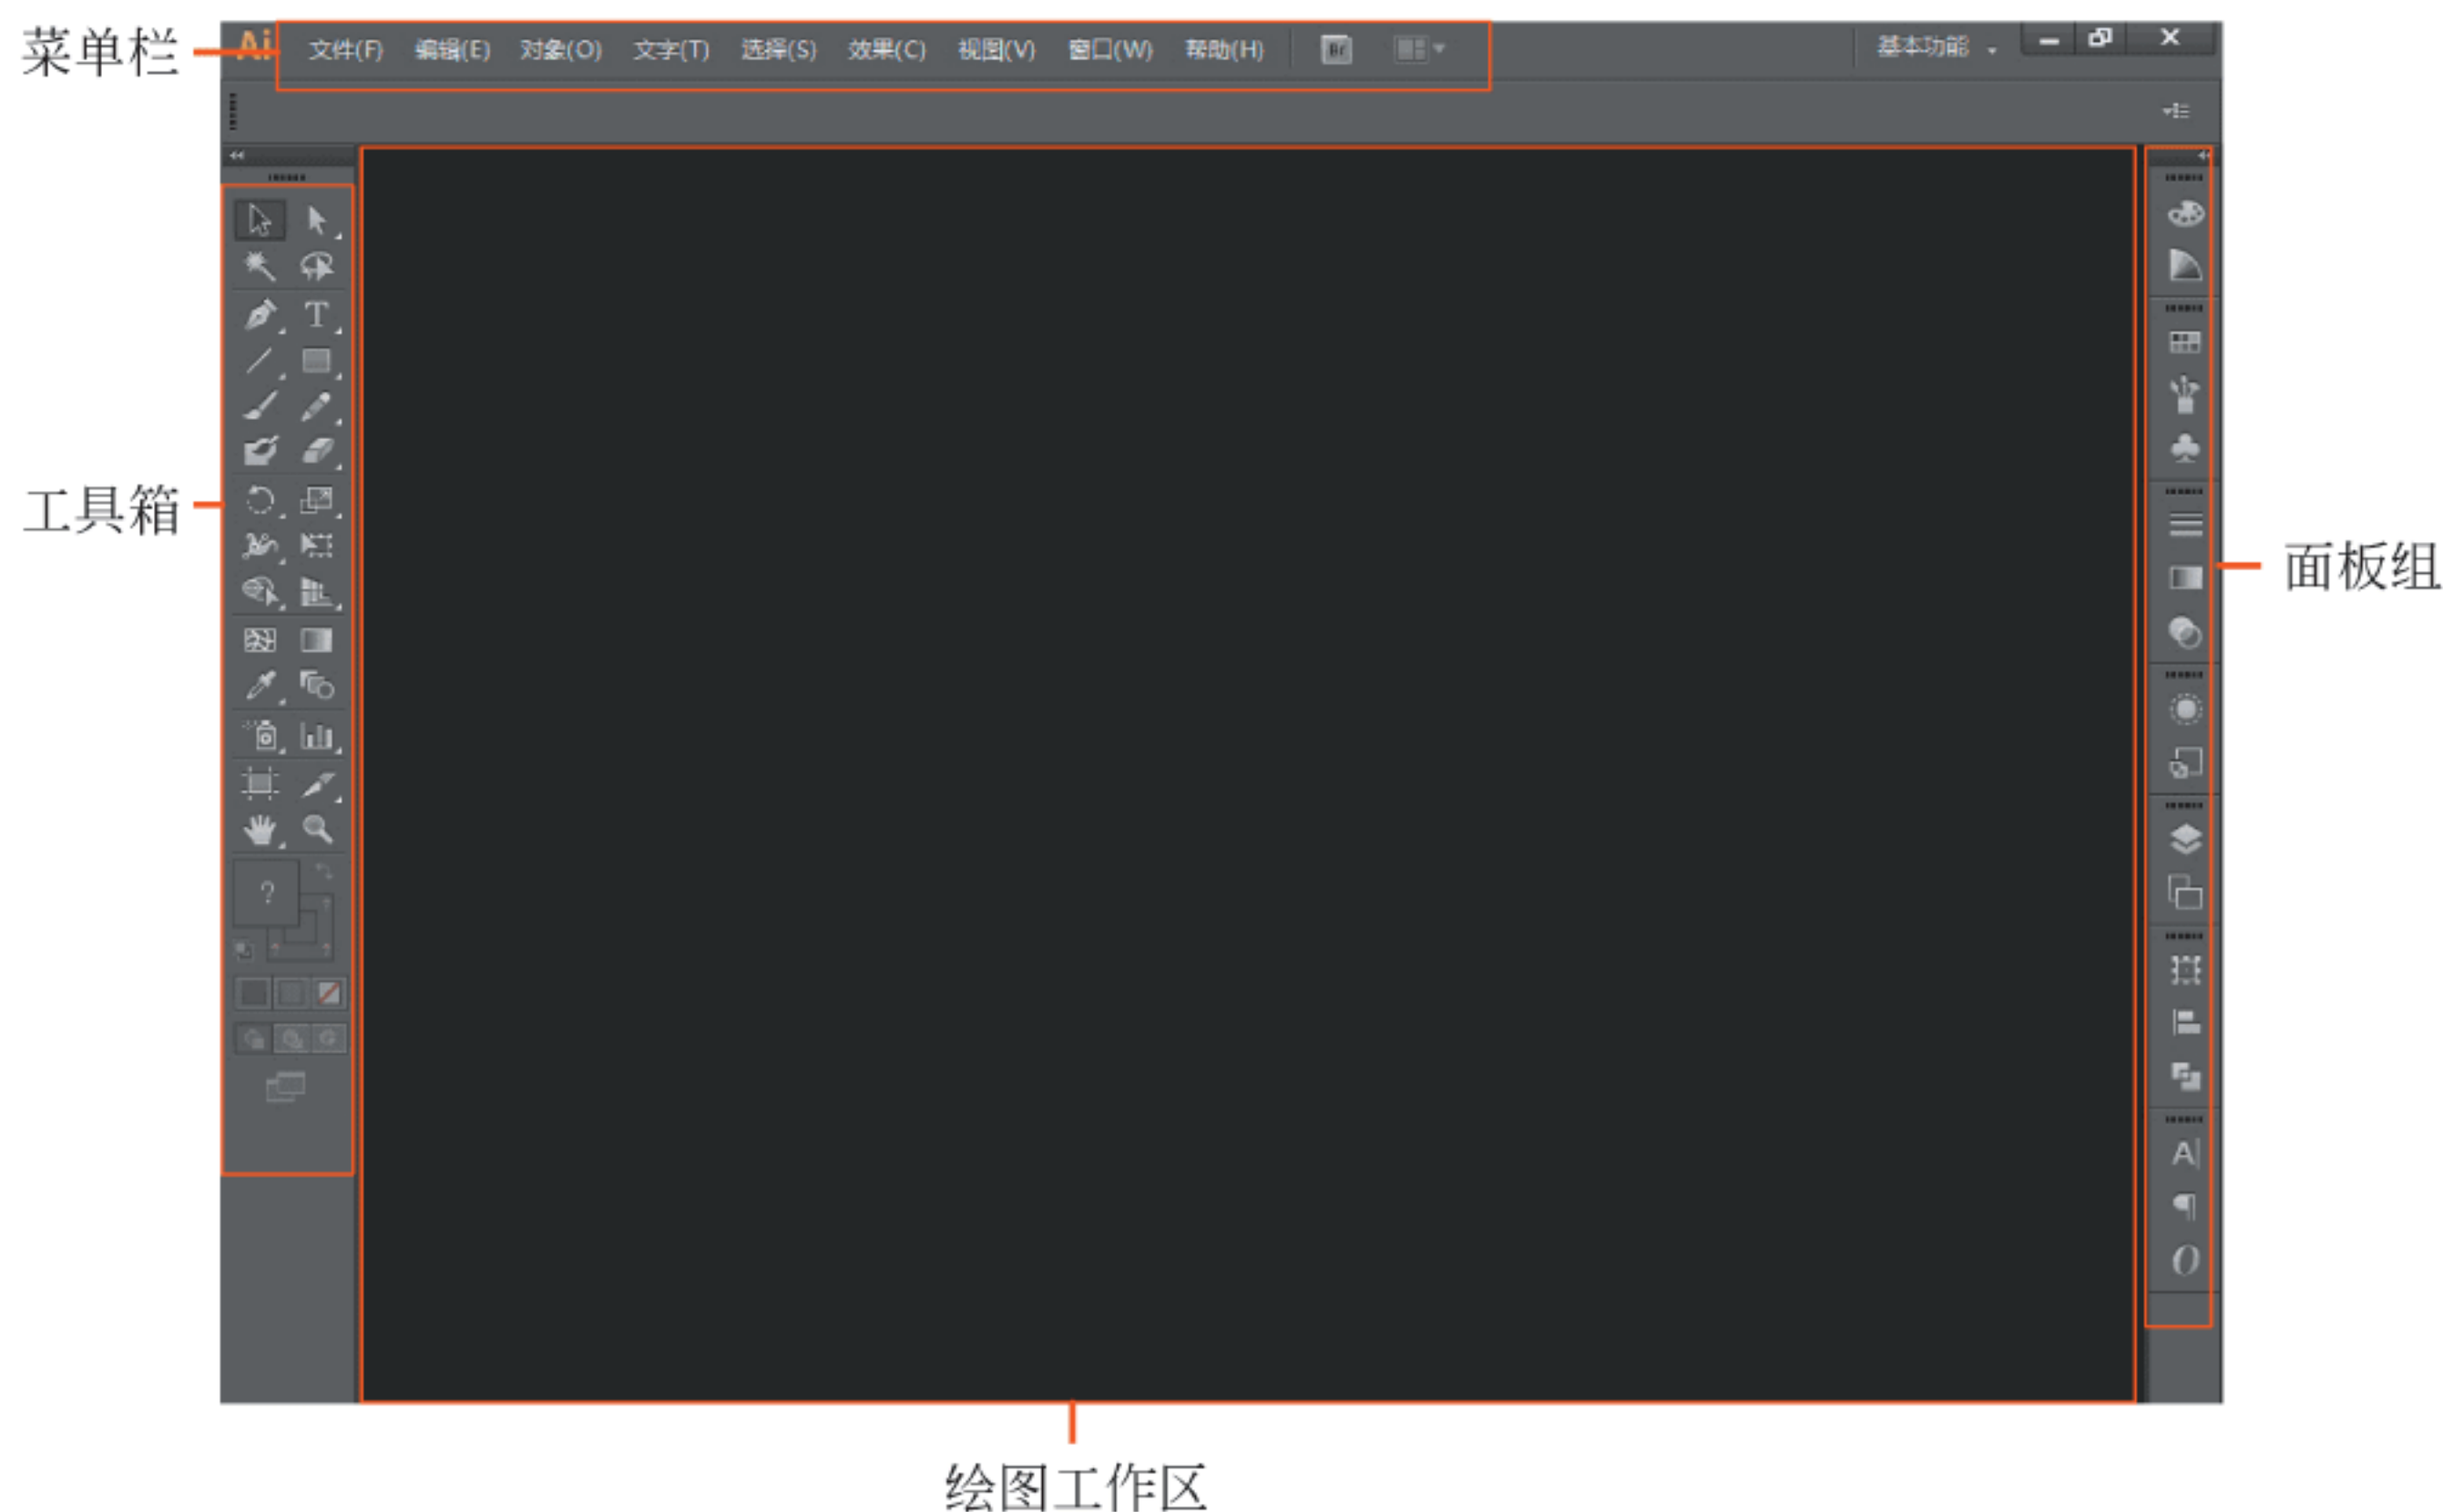 菜单栏
Ai 文件(F) 编辑(E) 对象(O) 文字(T) 选择(S) 效果(C) 视图(V) 窗口(W) 帮助(H) Br 基本功能
工具箱
面板组
绘图工作区